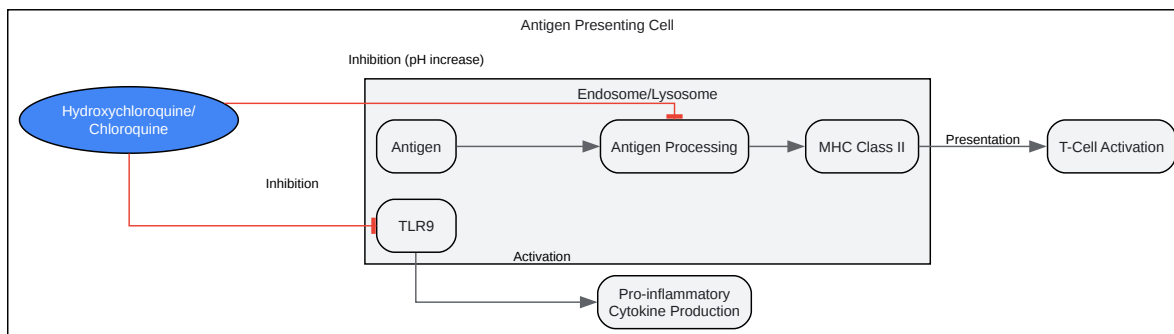 Antigen Presenting Cell
Inhibition (pH increase)
Endosome/Lysosome
Hydroxychloroquine/
Chloroquine
Antigen
Antigen Processing
MHC Class II
Presentation
T-Cell Activation
Inhibition
TLR9
Activation
Pro-inflammatory
Cytokine Production